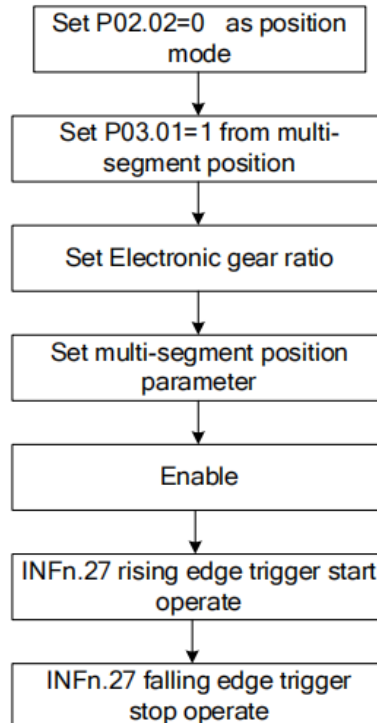 Set P02.02=0   as position
mode
Set P03.01=1 from multi-
segment position
Set Electronic gear ratio
Set multi-segment position
parameter
Enable
INFn.27 rising edge trigger start
operate
INFn.27 falling edge trigger
stop operate